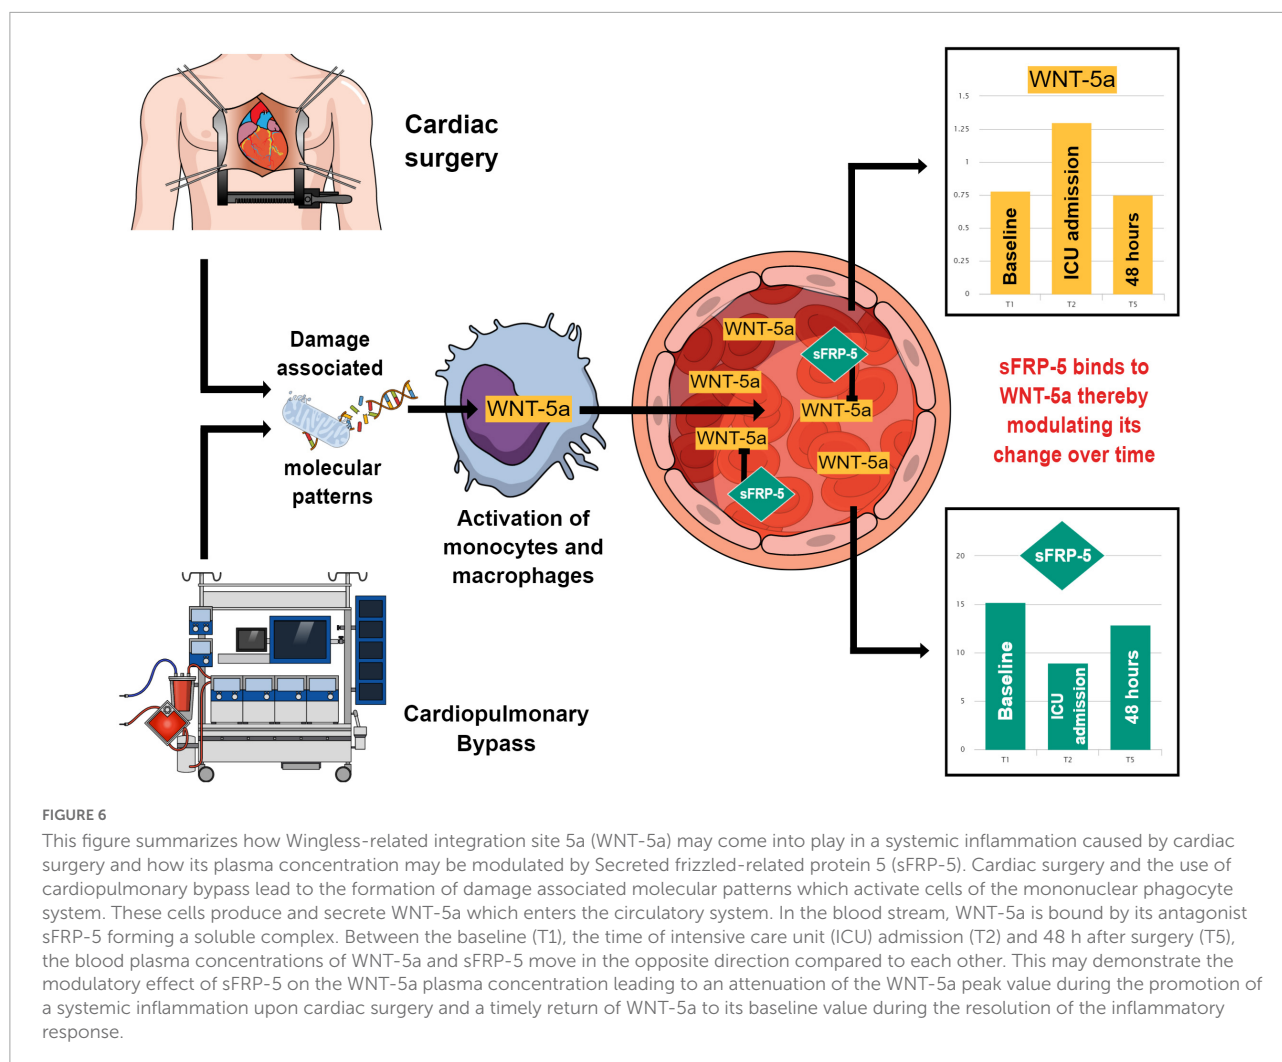 Cardiac
surgery
Damage
associated
molecular
patterns
WNT-5a
Activation of
monocytes and
macrophages
Cardiopulmonary
Bypass
WNT-5a
sFRP-5
WNT-5a
WNT-5a
WNT-5a
WNT-5a
sFRP-5
WNT-5a
1.5
1.25
1
0.75
0.5
0.25
0
Baseline
ICU admission
48 hours
T1
T2
T5
sFRP-5 binds to
WNT-5a thereby
modulating its
change over time
sFRP-5
20
15
10
5
0
Baseline
ICU
admission
48 hours
T1
T2
T5
FIGURE 6
This figure summarizes how Wingless-related integration site 5a (WNT-5a) may come into play in a systemic inflammation caused by cardiac
surgery and how its plasma concentration may be modulated by Secreted frizzled-related protein 5 (sFRP-5). Cardiac surgery and the use of
cardiopulmonary bypass lead to the formation of damage associated molecular patterns which activate cells of the mononuclear phagocyte
system. These cells produce and secrete WNT-5a which enters the circulatory system. In the blood stream, WNT-5a is bound by its antagonist
sFRP-5 forming a soluble complex. Between the baseline (T1), the time of intensive care unit (ICU) admission (T2) and 48 h after surgery (T5),
the blood plasma concentrations of WNT-5a and sFRP-5 move in the opposite direction compared to each other. This may demonstrate the
modulatory effect of sFRP-5 on the WNT-5a plasma concentration leading to an attenuation of the WNT-5a peak value during the promotion of
a systemic inflammation upon cardiac surgery and a timely return of WNT-5a to its baseline value during the resolution of the inflammatory
response.